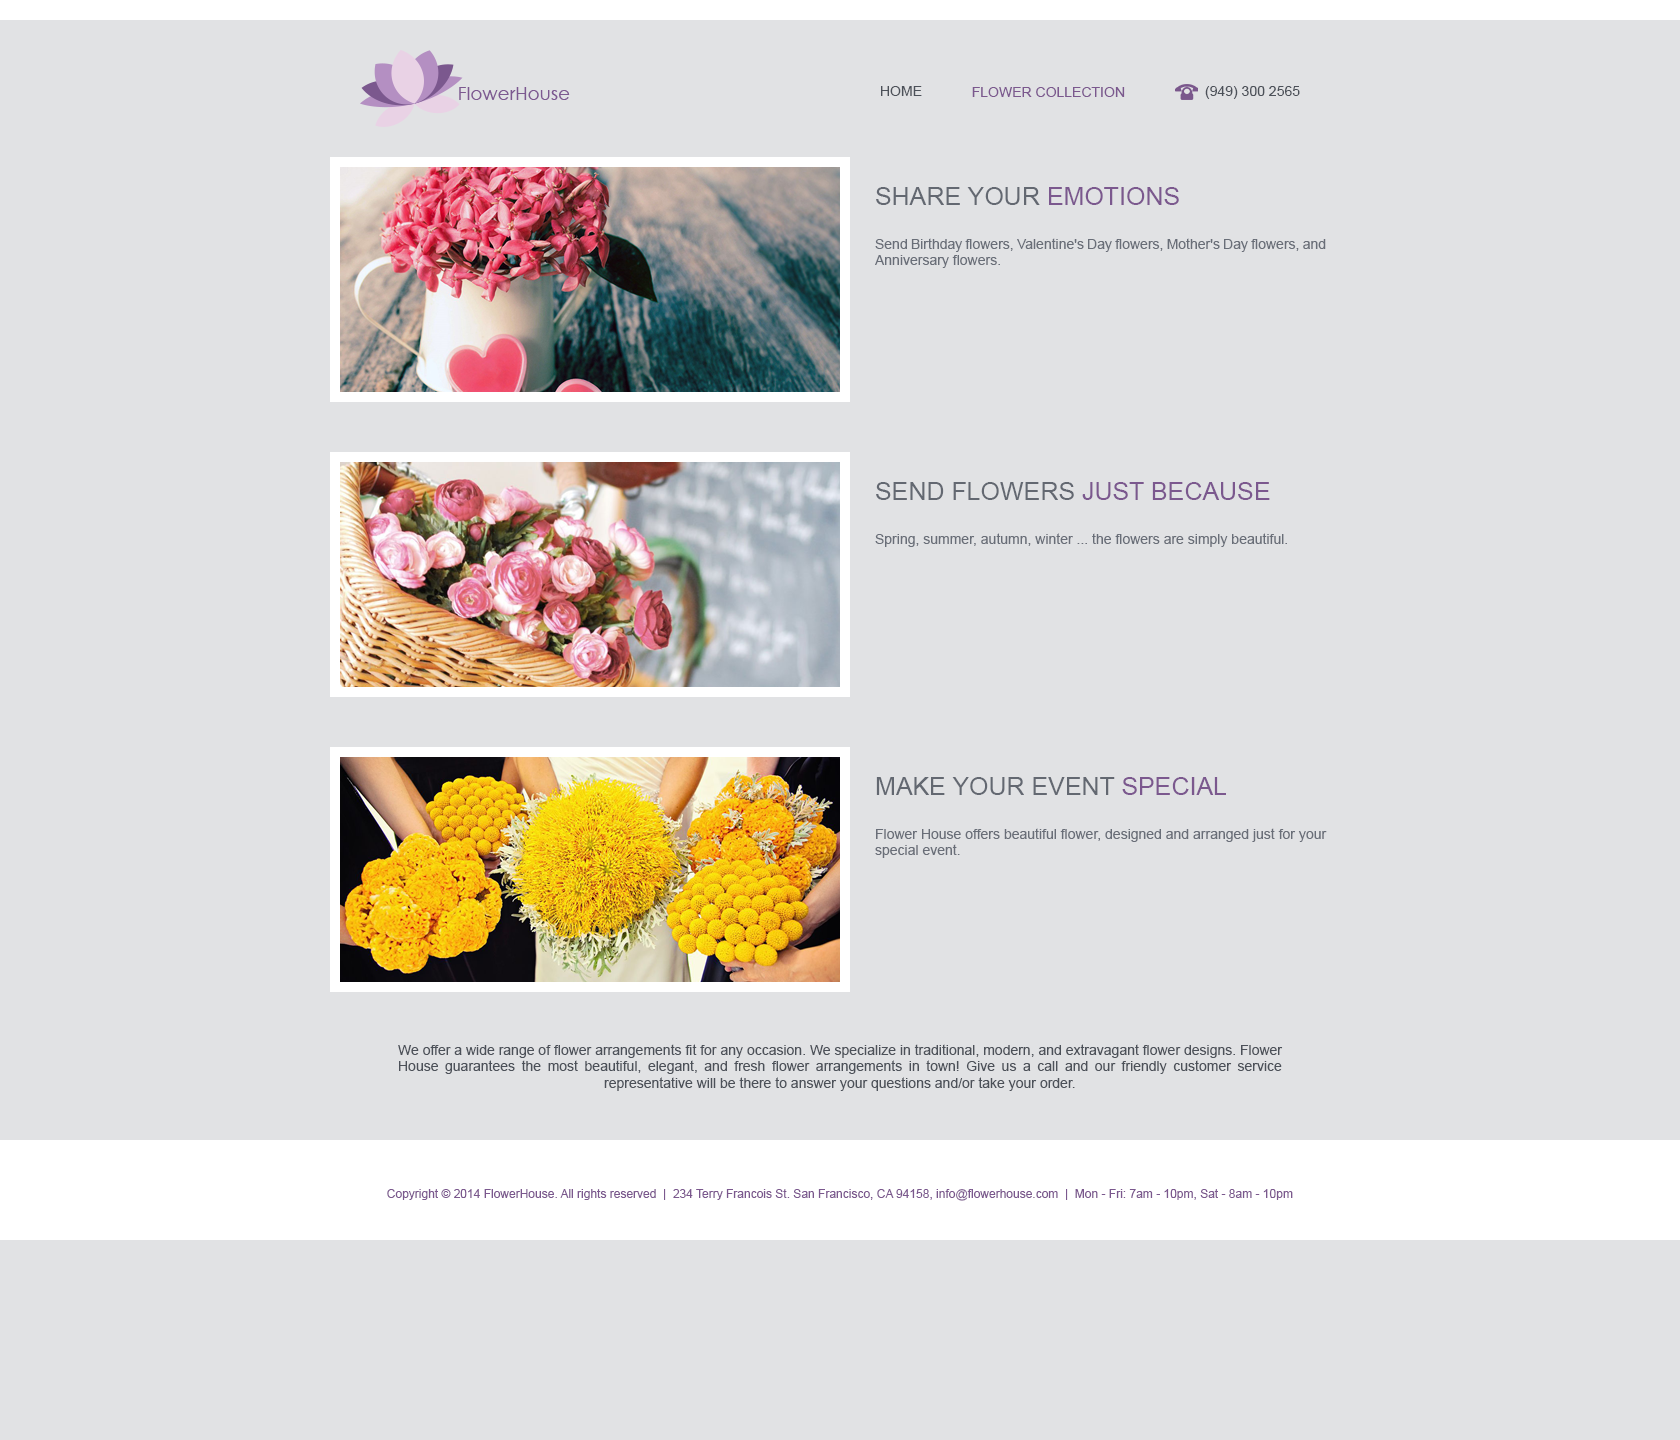 FlowerHouse
HOME
FLOWER COLLECTION
(949) 300 2565
SHARE YOUR EMOTIONS
Send Birthday flowers, Valentine's Day flowers, Mother's Day flowers, and
Anniversary flowers.
SEND FLOWERS JUST BECAUSE
Spring, summer, autumn, winter ... the flowers are simply beautiful.
MAKE YOUR EVENT SPECIAL
Flower House offers beautiful flower, designed and arranged just for your
special event.
We offer a wide range of flower arrangements fit for any occasion. We specialize in traditional, modern, and extravagant flower designs. Flower
House guarantees the most beautiful, elegant, and fresh flower arrangements in town! Give us a call and our friendly customer service
representative will be there to answer your questions and/or take your order.
Copyright © 2014 FlowerHouse. All rights reserved | 234 Terry Francois St. San Francisco, CA 94158, info@flowerhouse.com | Mon - Fri: 7am - 10pm, Sat - 8am - 10pm